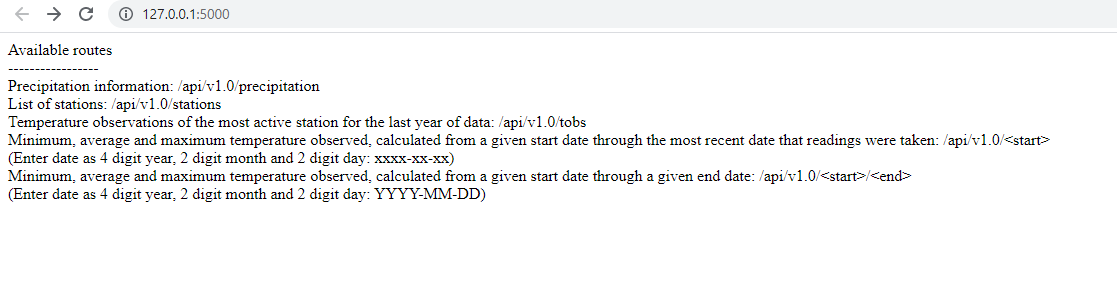 127.0.0.1:5000
Available routes
-----------------
Precipitation information: /api/v1.0/precipitation
List of stations: /api/v1.0/stations
Temperature observations of the most active station for the last year of data: /api/v1.0/tobs
Minimum, average and maximum temperature observed, calculated from a given start date through the most recent date that readings were taken: /api/v1.0/<start>
(Enter date as 4 digit year, 2 digit month and 2 digit day: xxxx-xx-xx)
Minimum, average and maximum temperature observed, calculated from a given start date through a given end date: /api/v1.0/<start>/<end>
(Enter date as 4 digit year, 2 digit month and 2 digit day: YYYY-MM-DD)